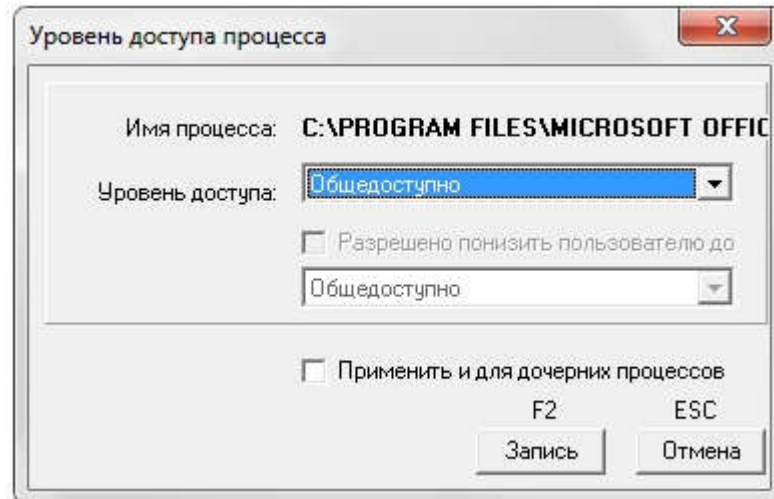 Уровень доступа процесса
Имя процесса: C:\PROGRAM FILES\MICROSOFT OFFIC
Уровень доступа: Общедоступно
Разрешено понизить пользователю до
Общедоступно
Применить и для дочерних процессов
F2 ESC
Запись Отмена